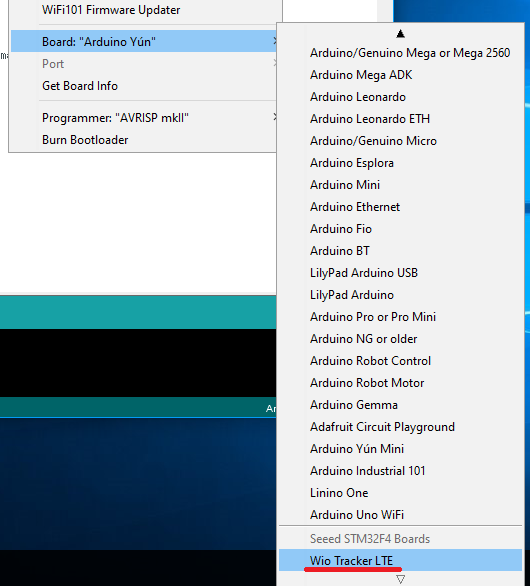 WiFi101 Firmware Updater
Board: "Arduino Yún"
Port
Get Board Info
Programmer: "AVRISP mkII"
Burn Bootloader
Arduino/Genuino Mega or Mega 2560
Arduino Mega ADK
Arduino Leonardo
Arduino Leonardo ETH
Arduino/Genuino Micro
Arduino Esplora
Arduino Mini
Arduino Ethernet
Arduino Fio
Arduino BT
LilyPad Arduino USB
LilyPad Arduino
Arduino Pro or Pro Mini
Arduino NG or older
Arduino Robot Control
Arduino Robot Motor
Arduino Gemma
Adafruit Circuit Playground
Arduino Yún Mini
Arduino Industrial 101
Linino One
Arduino Uno WiFi
Seeed STM32F4 Boards
Wio Tracker LTE